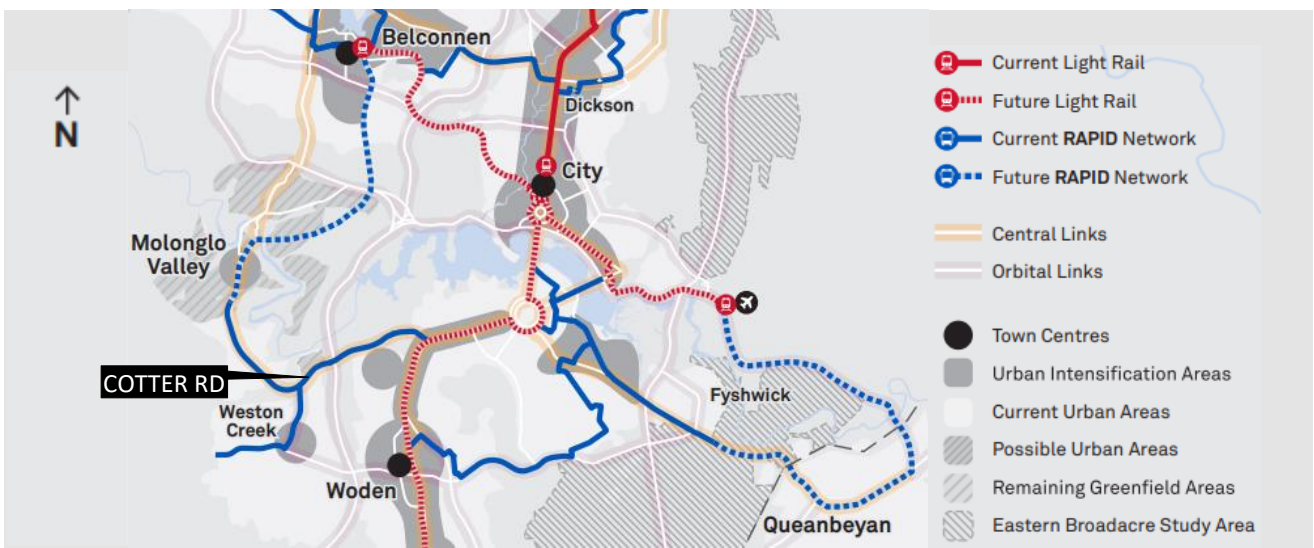 N
Belconnen
Dickson
City
Molonglo
Valley
COTTER RD
Weston
Creek
Fyshwick
Woden
Queanbeyan
Current Light Rail
Future Light Rail
Current RAPID Network
Future RAPID Network
Central Links
Orbital Links
Town Centres
Urban Intensification Areas
Current Urban Areas
Possible Urban Areas
Remaining Greenfield Areas
Eastern Broadacre Study Area